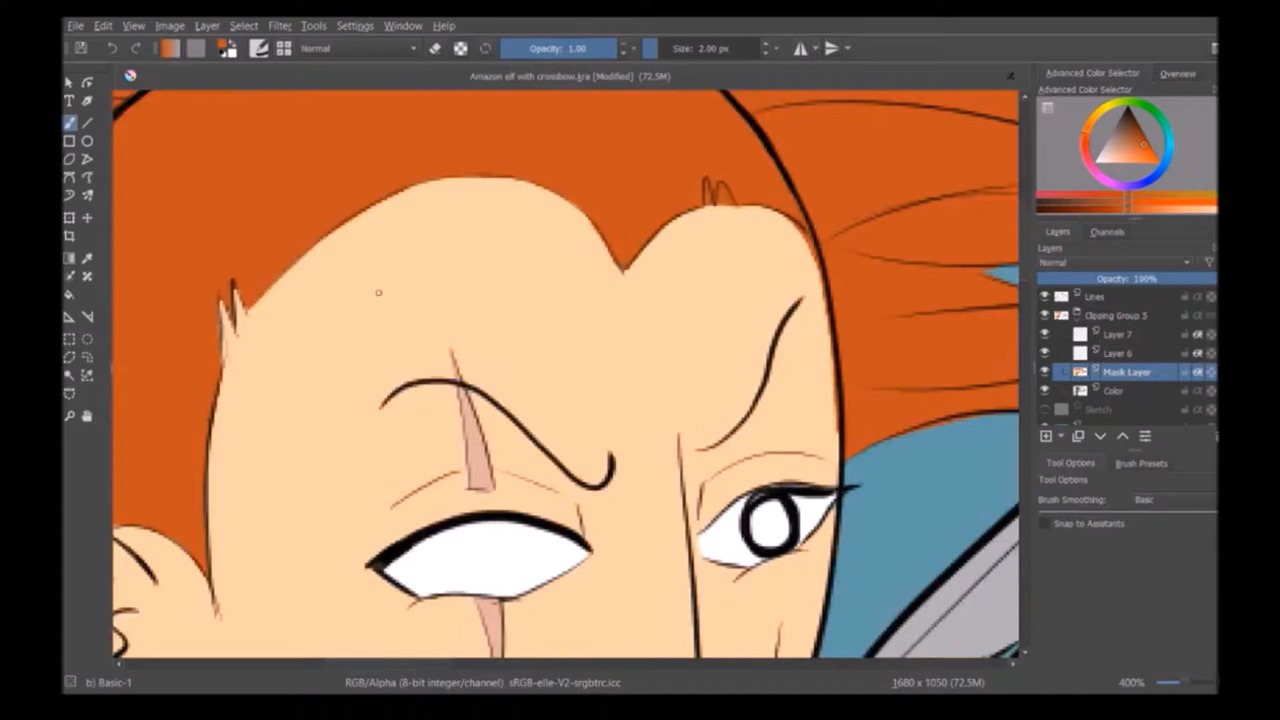 File Edit View Image Layer Select Filter Tools Settings Window Help
Normal Opacity: 1.00 Size: 2.00 px
Amazon elf with crossbow.kra [Modified] (72.5M)
Advanced Color Selector Overview
Advanced Color Selector
Layers Channels
Layers
Normal
Opacity: 100%
Lines
Clipping Group 5
Layer 7
Layer 6
Mask Layer
Color
Sketch
Tool Options Brush Presets
Tool Options
Brush Smoothing: Basic
Snap to Assistants
b) Basic-1 RGB/Alpha (8-bit integer/channel) sRGB-elle-V2-srgbtrc.icc 1680 x 1050 (72.5M) 400%